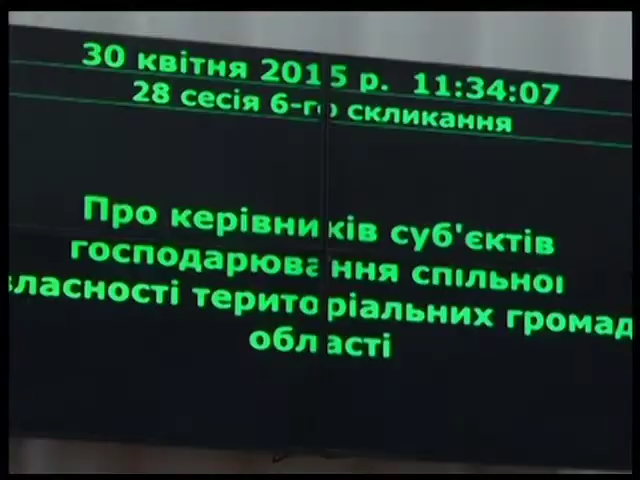 30 квітня 2015 р. 11:34:07
28 сесія 6-го скликання
Про керівників суб'єктів
господарювання спільної
власності територіальних громад
області